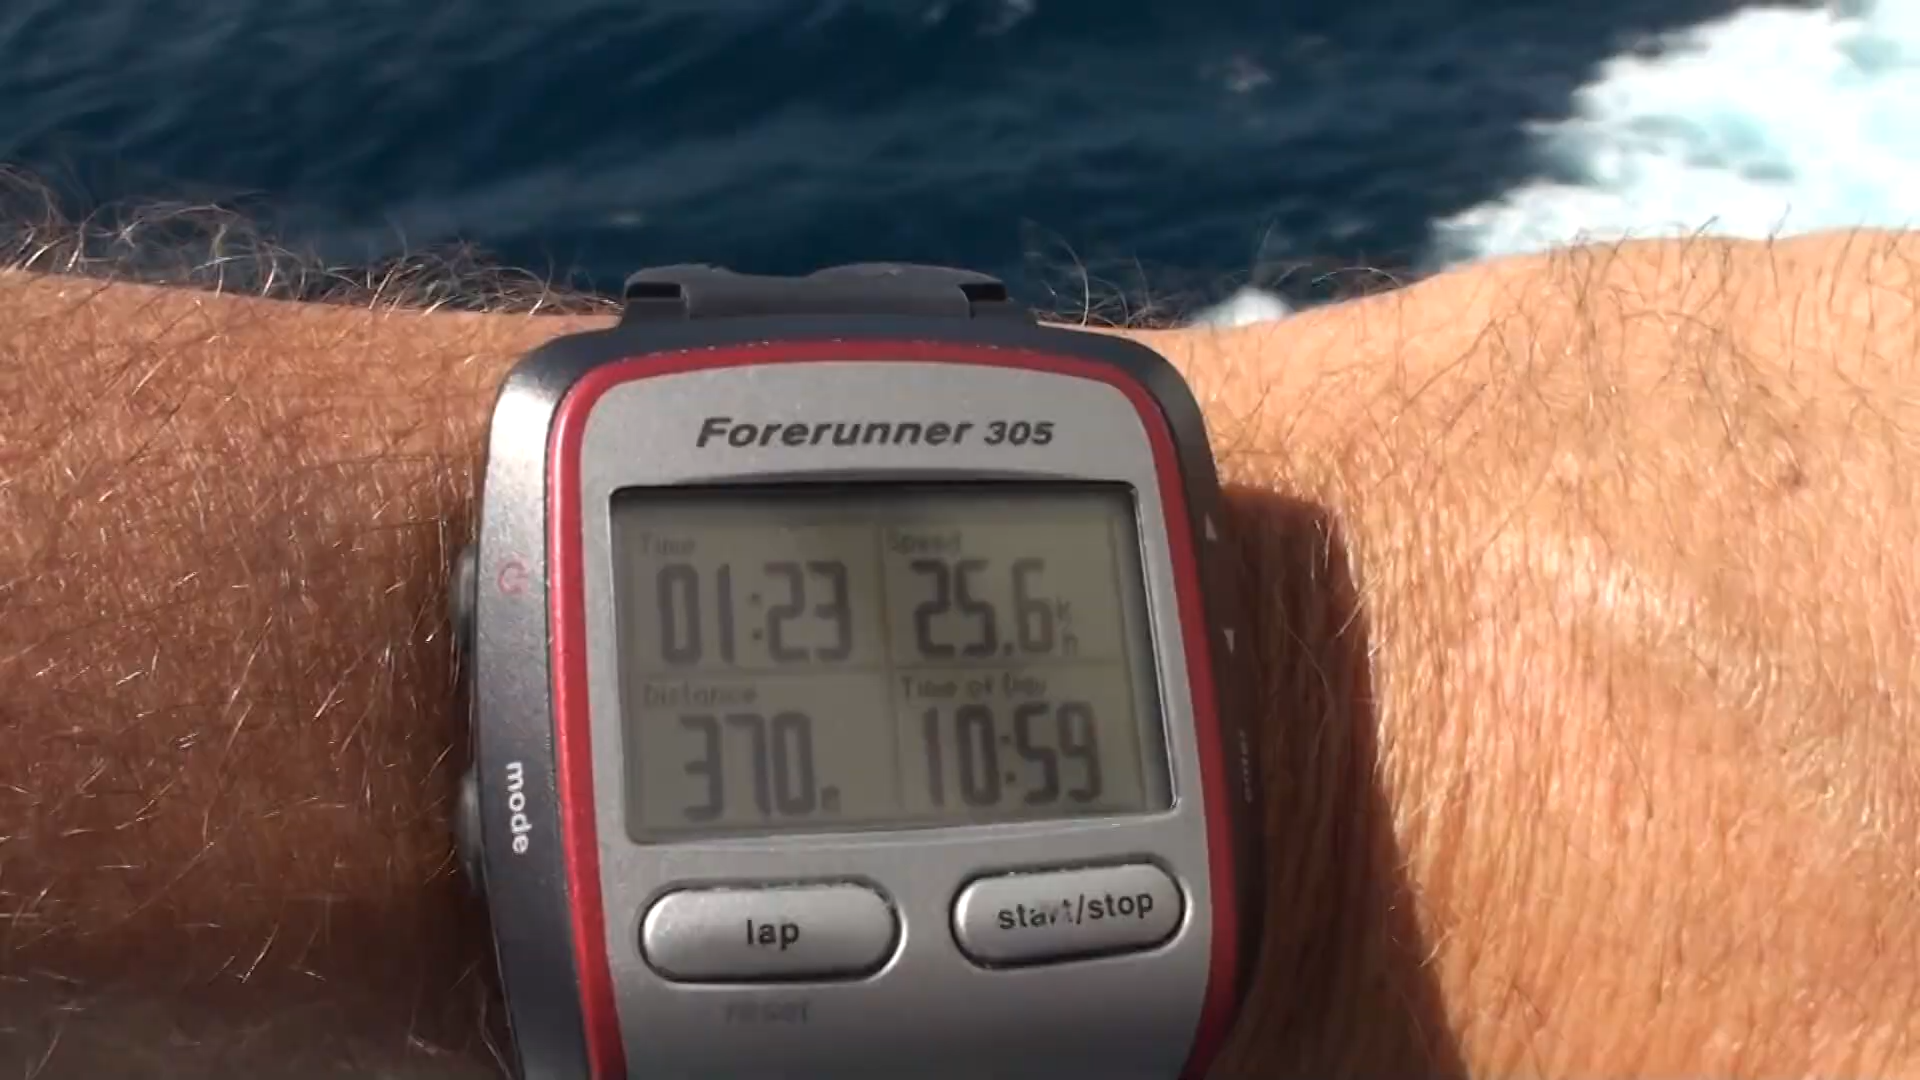 Forerunner 305
Time Speed
01:23 25.6 k h
Distance Time of Day
370 m 10:59
mode
lap start/stop
reset